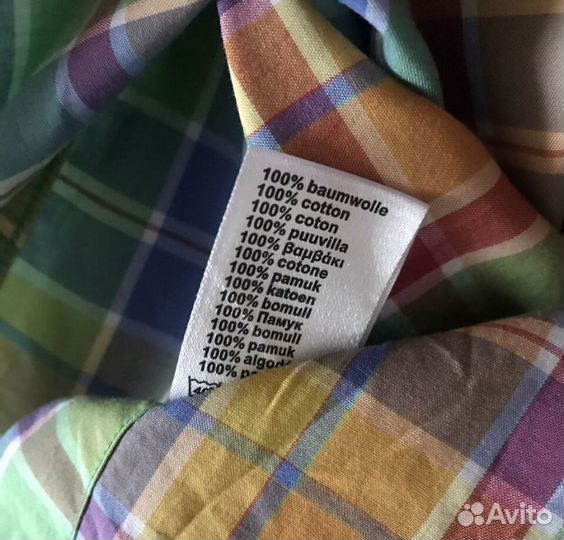 100% baumwolle
100% cotton
100% coton
100% puuvilla
100% βαμβάκι
100% cotone
100% pamuk
100% katoen
100% bomull
100% Памук
100% bomull
100% pamuk
100%
100%
Avito